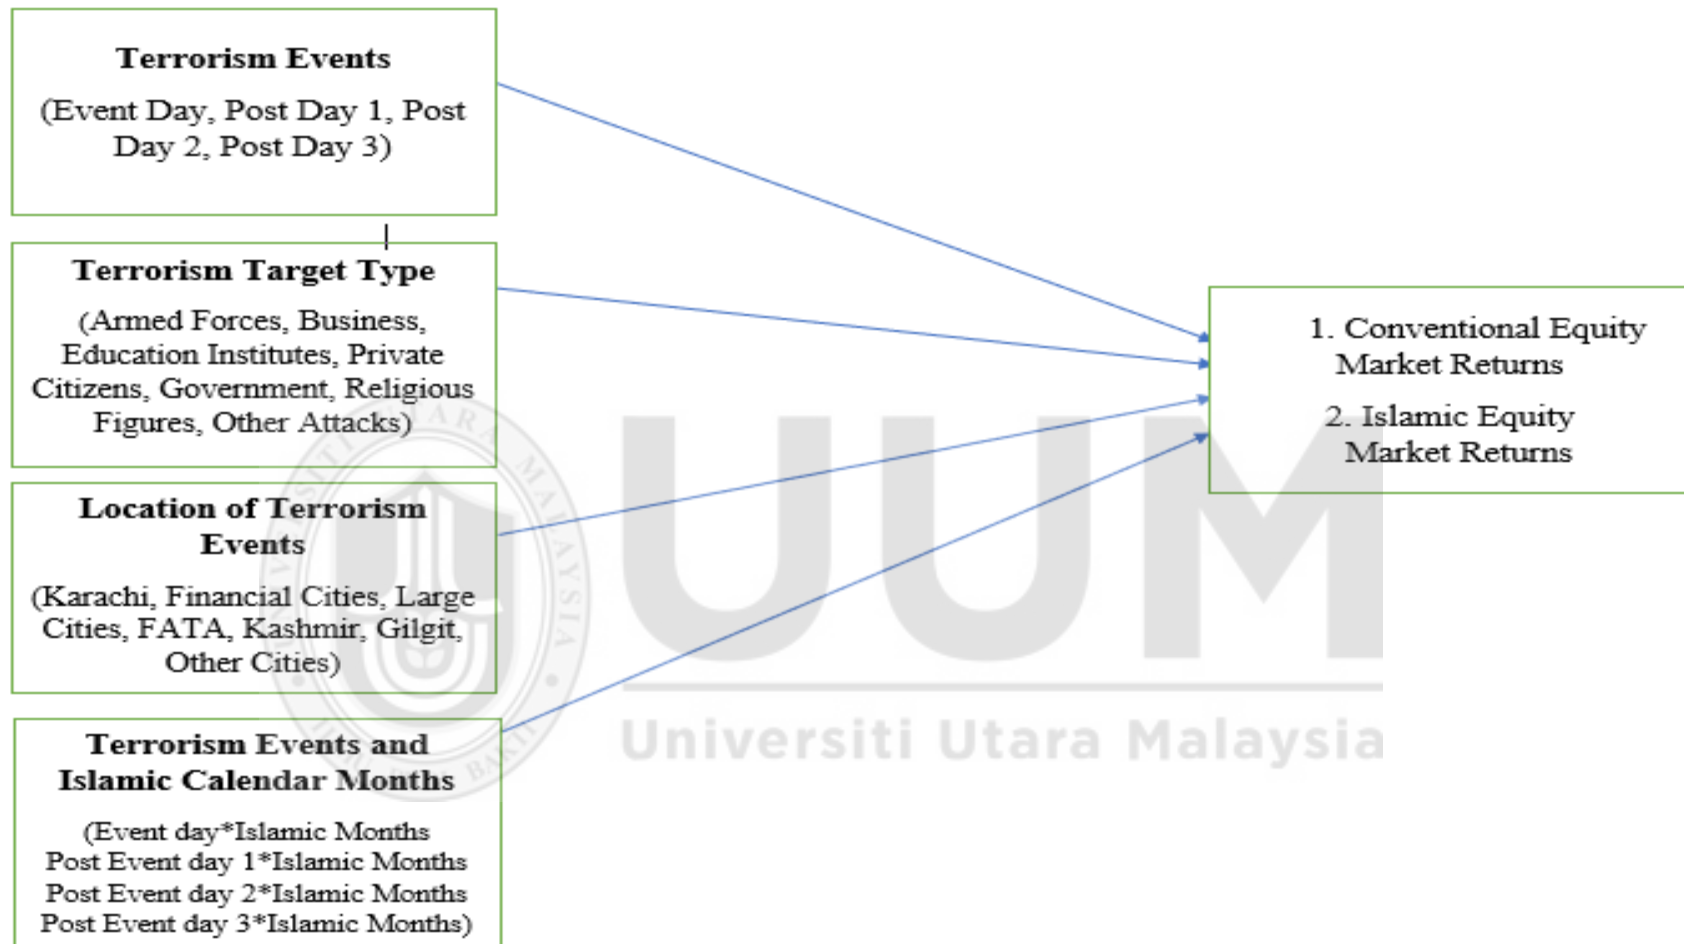 Terrorism Events
(Event Day, Post Day 1, Post
Day 2, Post Day 3)
Terrorism Target Type
(Armed Forces, Business,
Education Institutes, Private
Citizens, Government, Religious
Figures, Other Attacks)
Location of Terrorism
Events
(Karachi, Financial Cities, Large
Cities, FATA, Kashmir, Gilgit,
Other Cities)
Terrorism Events and
Islamic Calendar Months
(Event day*Islamic Months
Post Event day 1*Islamic Months
Post Event day 2*Islamic Months
Post Event day 3*Islamic Months)
1. Conventional Equity
Market Returns
2. Islamic Equity
Market Returns
UUM
Universiti Utara Malaysia
UNIVERSITI UTARA MALAYSIA